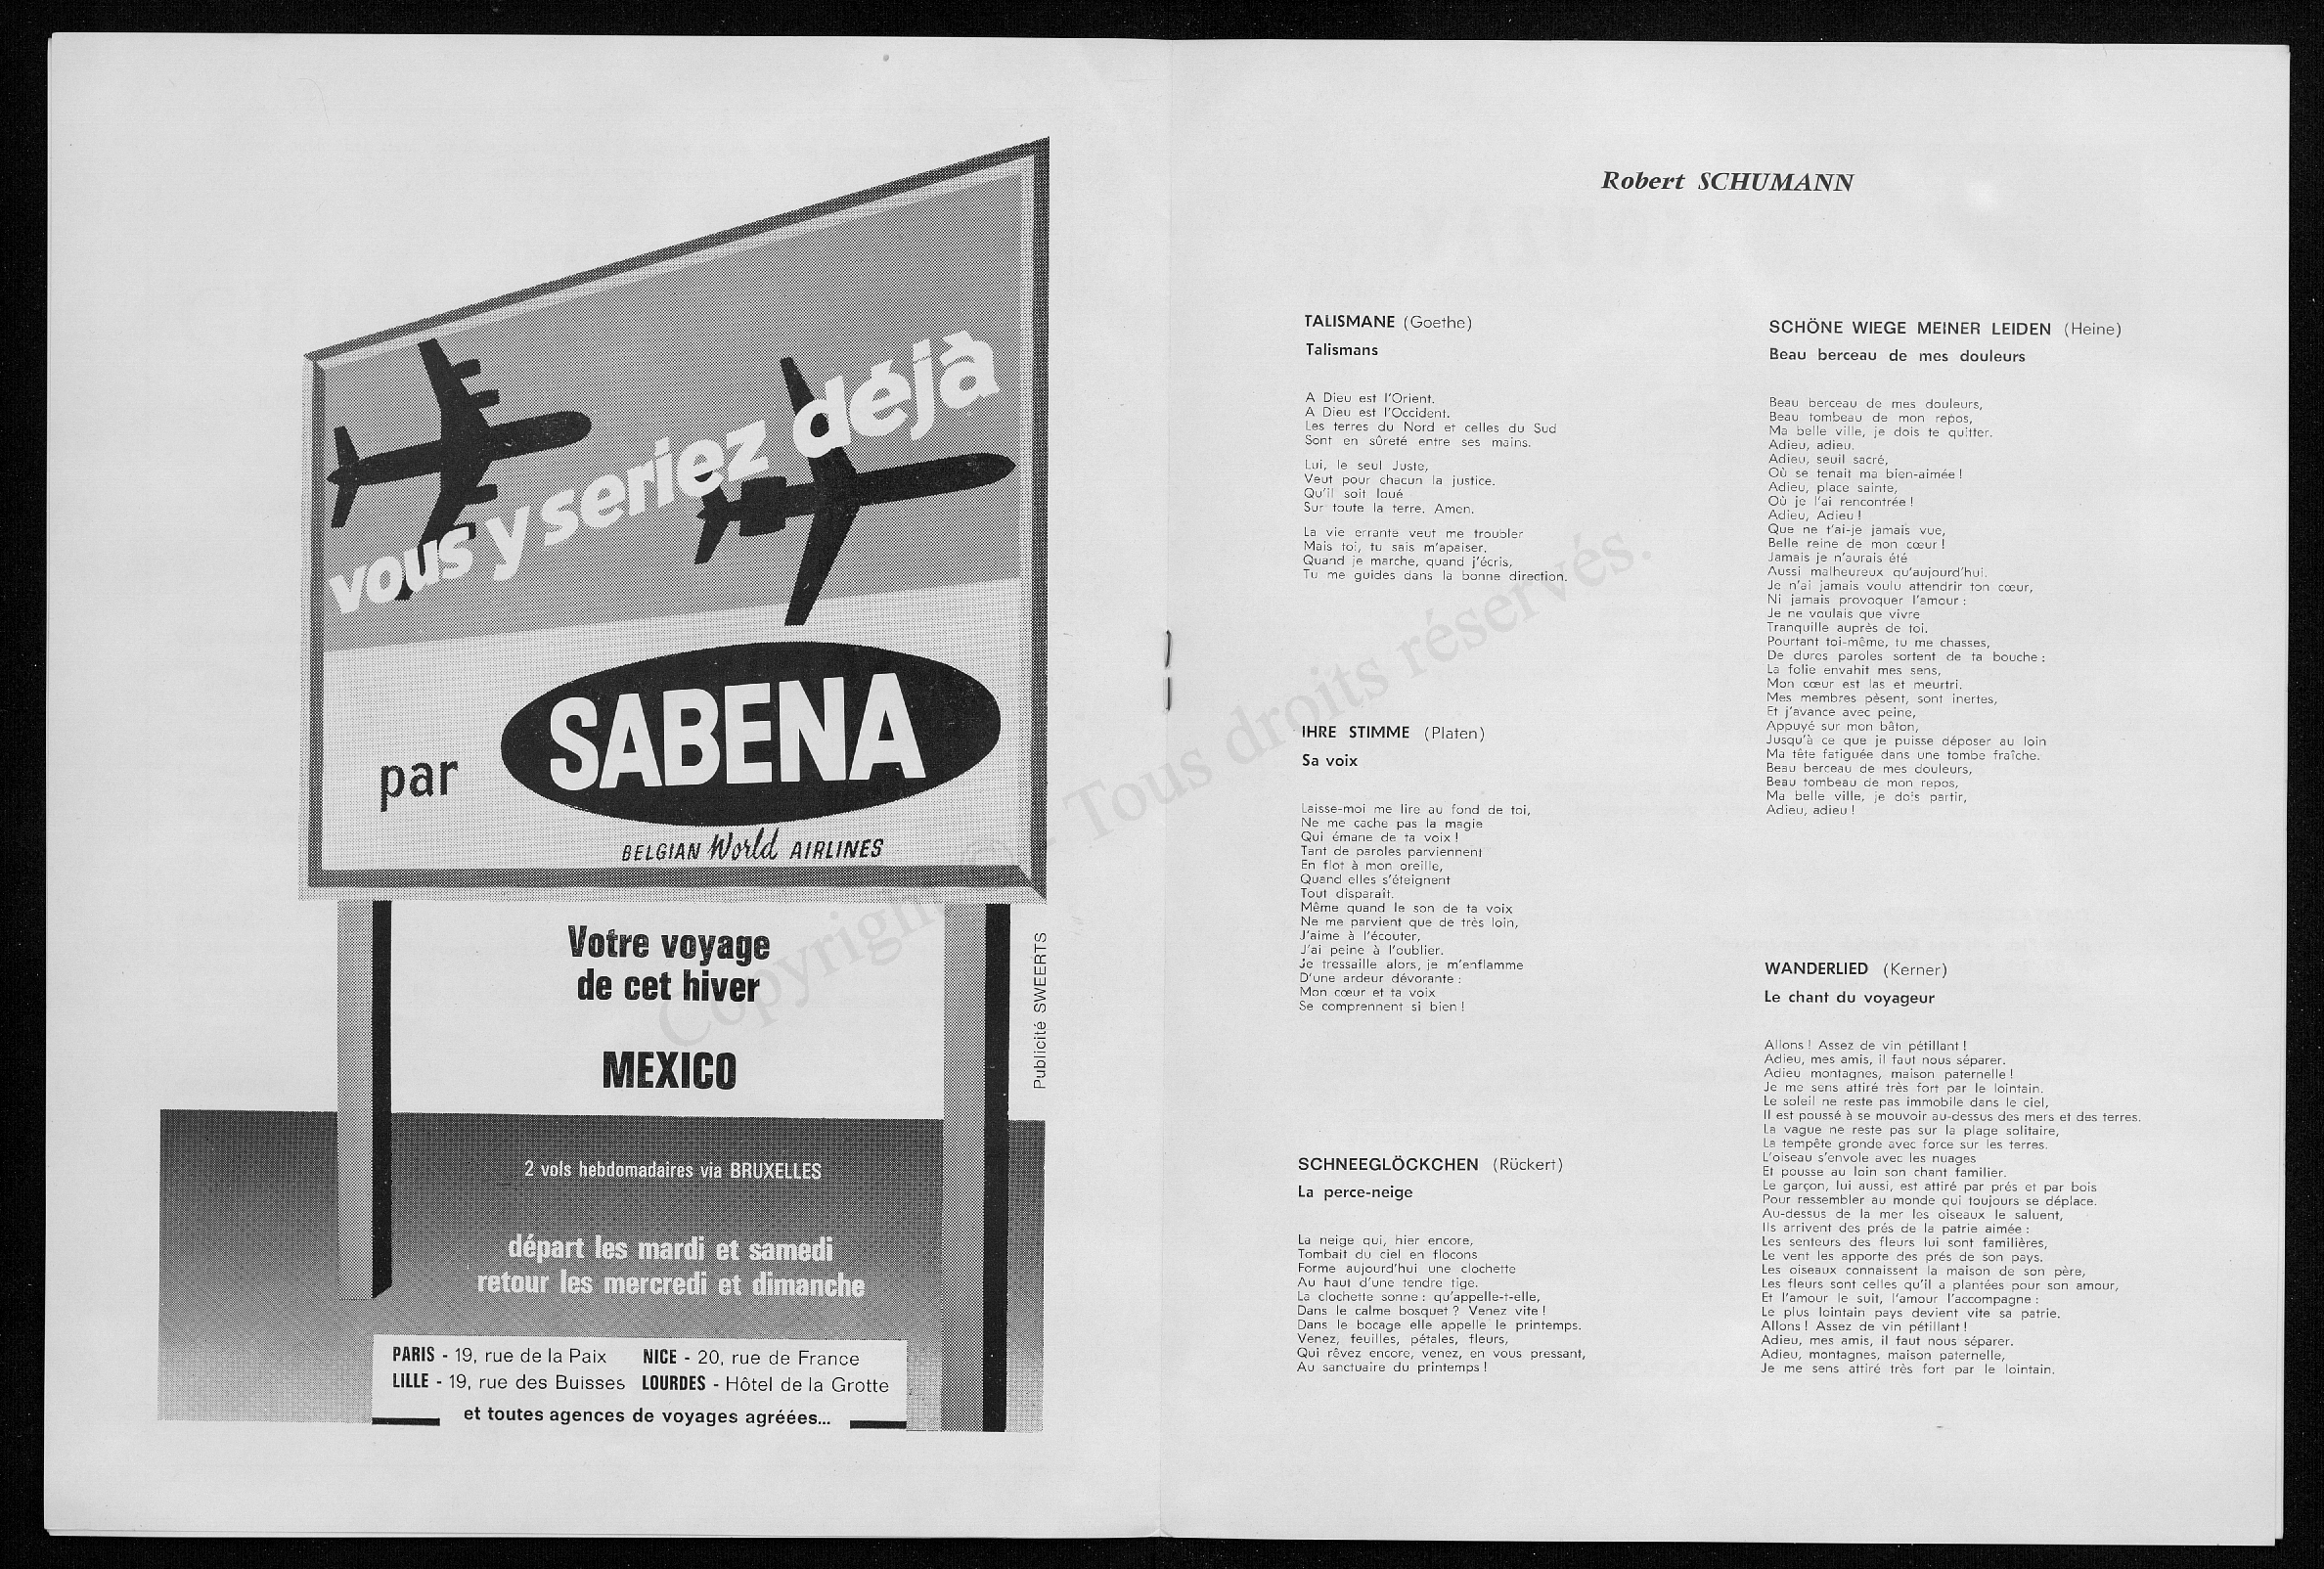 vous y seriez déjà
par SABENA
BELGIAN World AIRLINES
Votre voyage
de cet hiver
MEXICO
Publicité SWEERTS
2 vols hebdomadaires via BRUXELLES
départ les mardi et samedi
retour les mercredi et dimanche
PARIS - 19, rue de la Paix NICE - 20, rue de France
LILLE - 19, rue des Buisses LOURDES - Hôtel de la Grotte
et toutes agences de voyages agréées...
Copyright © - Tous droits réservés.
Robert SCHUMANN
TALISMANE (Goethe)
Talismans
A Dieu est l'Orient.
A Dieu est l'Occident.
Les terres du Nord et celles du Sud
Sont en sûreté entre ses mains.
Lui, le seul Juste,
Veut pour chacun la justice.
Qu'il soit loué
Sur toute la terre. Amen.
La vie errante veut me troubler
Mais toi, tu sais m'apaiser.
Quand je marche, quand j'écris,
Tu me guides dans la bonne direction.
IHRE STIMME (Platen)
Sa voix
Laisse-moi me lire au fond de toi,
Ne me cache pas la magie
Qui émane de ta voix !
Tant de paroles parviennent
En flot à mon oreille,
Quand elles s'éteignent
Tout disparaît.
Même quand le son de ta voix
Ne me parvient que de très loin,
J'aime à l'écouter,
J'ai peine à l'oublier.
Je tressaille alors, je m'enflamme
D'une ardeur dévorante :
Mon cœur et ta voix
Se comprennent si bien !
SCHNEEGLÖCKCHEN (Rückert)
La perce-neige
La neige qui, hier encore,
Tombait du ciel en flocons
Forme aujourd'hui une clochette
Au haut d'une tendre tige.
La clochette sonne : qu'appelle-t-elle,
Dans le calme bosquet ? Venez vite !
Dans le bocage elle appelle le printemps.
Venez, feuilles, pétales, fleurs,
Qui rêvez encore, venez, en vous pressant,
Au sanctuaire du printemps !
SCHÖNE WIEGE MEINER LEIDEN (Heine)
Beau berceau de mes douleurs
Beau berceau de mes douleurs,
Beau tombeau de mon repos,
Ma belle ville, je dois te quitter.
Adieu, adieu.
Adieu, seuil sacré,
Où se tenait ma bien-aimée !
Adieu, place sainte,
Où je l'ai rencontrée !
Adieu, Adieu !
Que ne t'ai-je jamais vue,
Belle reine de mon cœur !
Jamais je n'aurais été
Aussi malheureux qu'aujourd'hui.
Je n'ai jamais voulu attendrir ton cœur,
Ni jamais provoquer l'amour :
Je ne voulais que vivre
Tranquille auprès de toi.
Pourtant toi-même, tu me chasses,
De dures paroles sortent de ta bouche :
La folie envahit mes sens,
Mon cœur est las et meurtri.
Mes membres pèsent, sont inertes,
Et j'avance avec peine,
Appuyé sur mon bâton,
Jusqu'à ce que je puisse déposer au loin
Ma tête fatiguée dans une tombe fraîche.
Beau berceau de mes douleurs,
Beau tombeau de mon repos,
Ma belle ville, je dois partir,
Adieu, adieu !
WANDERLIED (Kerner)
Le chant du voyageur
Allons ! Assez de vin pétillant !
Adieu, mes amis, il faut nous séparer.
Adieu montagnes, maison paternelle !
Je me sens attiré très fort par le lointain.
Le soleil ne reste pas immobile dans le ciel,
Il est poussé à se mouvoir au-dessus des mers et des terres.
La vague ne reste pas sur la plage solitaire,
La tempête gronde avec force sur les terres.
L'oiseau s'envole avec les nuages
Et pousse au loin son chant familier.
Le garçon, lui aussi, est attiré par prés et par bois
Pour ressembler au monde qui toujours se déplace.
Au-dessus de la mer les oiseaux le saluent,
Ils arrivent des prés de la patrie aimée :
Les senteurs des fleurs lui sont familières,
Le vent les apporte des prés de son pays.
Les oiseaux connaissent la maison de son père,
Les fleurs sont celles qu'il a plantées pour son amour,
Et l'amour le suit, l'amour l'accompagne :
Le plus lointain pays devient vite sa patrie.
Allons ! Assez de vin pétillant !
Adieu, mes amis, il faut nous séparer.
Adieu, montagnes, maison paternelle,
Je me sens attiré très fort par le lointain.